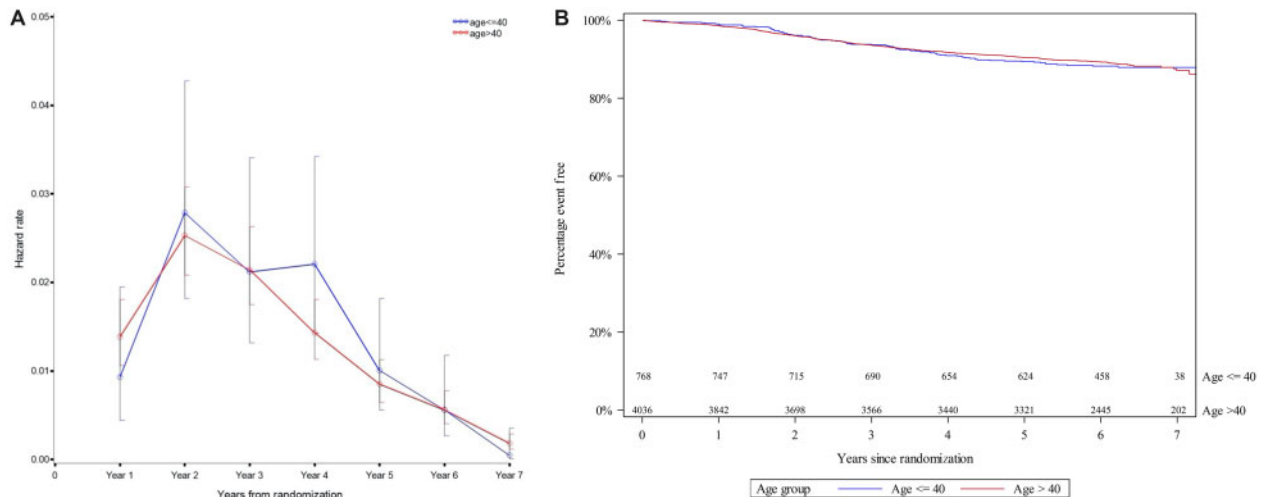 A
age<=40
age>40
0.05
0.04
0.03
0.02
0.01
0.00
Hazard rate
0 Year 1 Year 2 Year 3 Year 4 Year 5 Year 6 Year 7
Years from randomization
B
100%
80%
60%
40%
20%
0%
Percentage event free
768 747 715 690 654 624 458 38 Age <= 40
4036 3842 3698 3566 3440 3321 2445 202 Age >40
0 1 2 3 4 5 6 7
Years since randomization
Age group Age <= 40 Age > 40